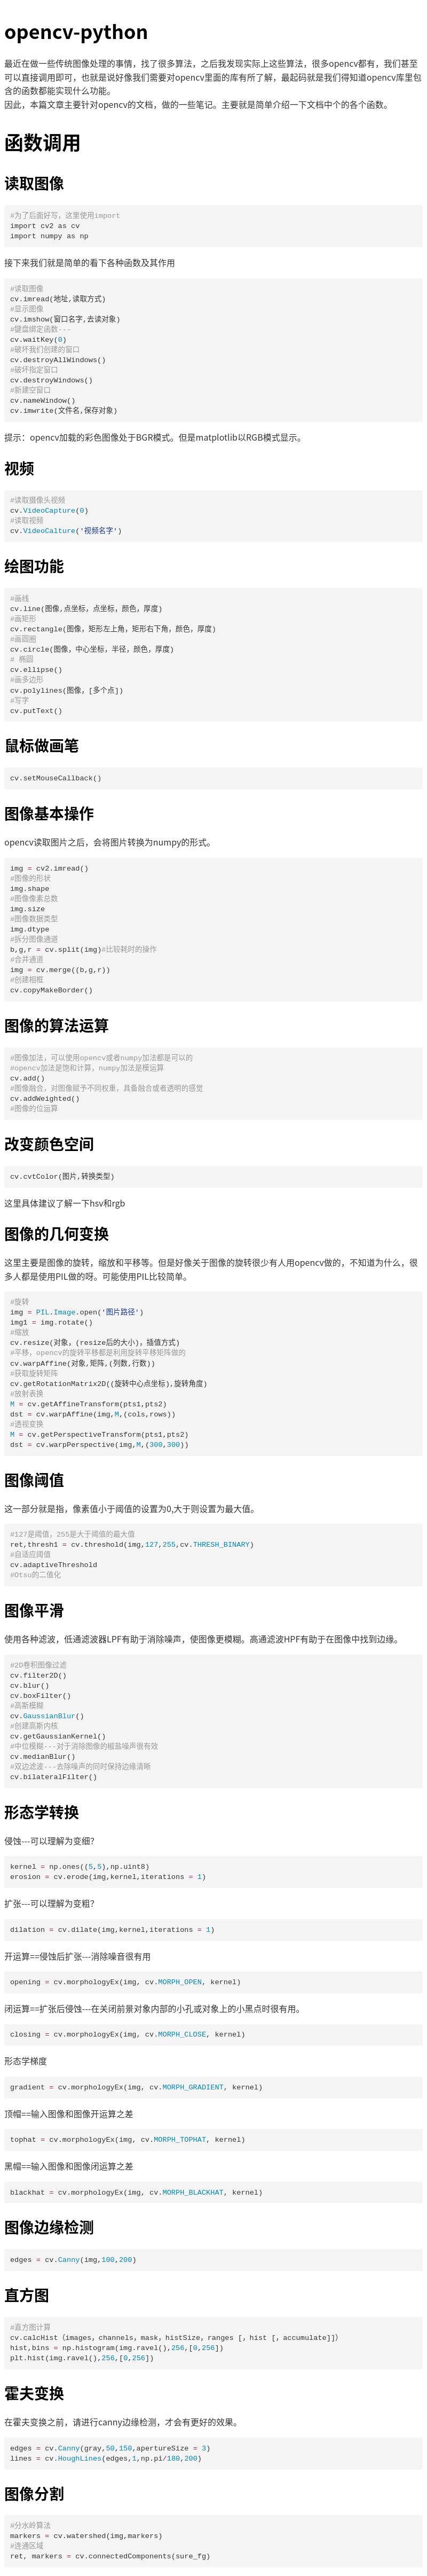 opencv-python
最近在做一些传统图像处理的事情，找了很多算法，之后我发现实际上这些算法，很多opencv都有，我们甚至
可以直接调用即可，也就是说好像我们需要对opencv里面的库有所了解，最起码就是我们得知道opencv库里包
含的函数都能实现什么功能。
因此，本篇文章主要针对opencv的文档，做的一些笔记。主要就是简单介绍一下文档中个的各个函数。
函数调用
读取图像
#为了后面好写，这里使用import
import cv2 as cv
import numpy as np
接下来我们就是简单的看下各种函数及其作用
#读取图像
cv.imread(地址,读取方式)
#显示图像
cv.imshow(窗口名字,去读对象)
#键盘绑定函数---
cv.waitKey(0)
#破坏我们创建的窗口
cv.destroyAllWindows()
#破坏指定窗口
cv.destroyWindows()
#新建空窗口
cv.nameWindow()
cv.imwrite(文件名,保存对象)
提示：opencv加载的彩色图像处于BGR模式。但是matplotlib以RGB模式显示。
视频
#读取摄像头视频
cv.VideoCapture(0)
#读取视频
cv.VideoCalture('视频名字')
绘图功能
#画线
cv.line(图像,点坐标，点坐标，颜色，厚度)
#画矩形
cv.rectangle(图像，矩形左上角，矩形右下角，颜色，厚度)
#画圆圈
cv.circle(图像，中心坐标，半径，颜色，厚度)
# 椭圆
cv.ellipse()
#画多边形
cv.polylines(图像，[多个点])
#写字
cv.putText()
鼠标做画笔
cv.setMouseCallback()
图像基本操作
opencv读取图片之后，会将图片转换为numpy的形式。
img = cv2.imread()
#图像的形状
img.shape
#图像像素总数
img.size
#图像数据类型
img.dtype
#拆分图像通道
b,g,r = cv.split(img)#比较耗时的操作
#合并通道
img = cv.merge((b,g,r))
#创建相框
cv.copyMakeBorder()
图像的算法运算
#图像加法，可以使用opencv或者numpy加法都是可以的
#opencv加法是饱和计算，numpy加法是模运算
cv.add()
#图像融合，对图像赋予不同权重，具备融合或者透明的感觉
cv.addWeighted()
#图像的位运算
改变颜色空间
cv.cvtColor(图片,转换类型)
这里具体建议了解一下hsv和rgb
图像的几何变换
这里主要是图像的旋转，缩放和平移等。但是好像关于图像的旋转很少有人用opencv做的，不知道为什么，很
多人都是使用PIL做的呀。可能使用PIL比较简单。
#旋转
img = PIL.Image.open('图片路径')
img1 = img.rotate()
#缩放
cv.resize(对象，(resize后的大小)，插值方式)
#平移，opencv的旋转平移都是利用旋转平移矩阵做的
cv.warpAffine(对象,矩阵,(列数,行数))
#获取旋转矩阵
cv.getRotationMatrix2D((旋转中心点坐标),旋转角度)
#放射表换
M = cv.getAffineTransform(pts1,pts2)
dst = cv.warpAffine(img,M,(cols,rows))
#透视变换
M = cv.getPerspectiveTransform(pts1,pts2)
dst = cv.warpPerspective(img,M,(300,300))
图像阈值
这一部分就是指，像素值小于阈值的设置为0,大于则设置为最大值。
#127是阈值，255是大于阈值的最大值
ret,thresh1 = cv.threshold(img,127,255,cv.THRESH_BINARY)
#自适应阈值
cv.adaptiveThreshold
#Otsu的二值化
图像平滑
使用各种滤波，低通滤波器LPF有助于消除噪声，使图像更模糊。高通滤波HPF有助于在图像中找到边缘。
#2D卷积图像过滤
cv.filter2D()
cv.blur()
cv.boxFilter()
#高斯模糊
cv.GaussianBlur()
#创建高斯内核
cv.getGaussianKernel()
#中位模糊---对于消除图像的椒盐噪声很有效
cv.medianBlur()
#双边滤波---去除噪声的同时保持边缘清晰
cv.bilateralFilter()
形态学转换
侵蚀---可以理解为变细？
kernel = np.ones((5,5),np.uint8)
erosion = cv.erode(img,kernel,iterations = 1)
扩张---可以理解为变粗？
dilation = cv.dilate(img,kernel,iterations = 1)
开运算==侵蚀后扩张---消除噪音很有用
opening = cv.morphologyEx(img, cv.MORPH_OPEN, kernel)
闭运算==扩张后侵蚀---在关闭前景对象内部的小孔或对象上的小黑点时很有用。
closing = cv.morphologyEx(img, cv.MORPH_CLOSE, kernel)
形态学梯度
gradient = cv.morphologyEx(img, cv.MORPH_GRADIENT, kernel)
顶帽==输入图像和图像开运算之差
tophat = cv.morphologyEx(img, cv.MORPH_TOPHAT, kernel)
黑帽==输入图像和图像闭运算之差
blackhat = cv.morphologyEx(img, cv.MORPH_BLACKHAT, kernel)
图像边缘检测
edges = cv.Canny(img,100,200)
直方图
#直方图计算
cv.calcHist（images，channels，mask，histSize，ranges [，hist [，accumulate]]）
hist,bins = np.histogram(img.ravel(),256,[0,256])
plt.hist(img.ravel(),256,[0,256])
霍夫变换
在霍夫变换之前，请进行canny边缘检测，才会有更好的效果。
edges = cv.Canny(gray,50,150,apertureSize = 3)
lines = cv.HoughLines(edges,1,np.pi/180,200)
图像分割
#分水岭算法
markers = cv.watershed(img,markers)
#连通区域
ret, markers = cv.connectedComponents(sure_fg)